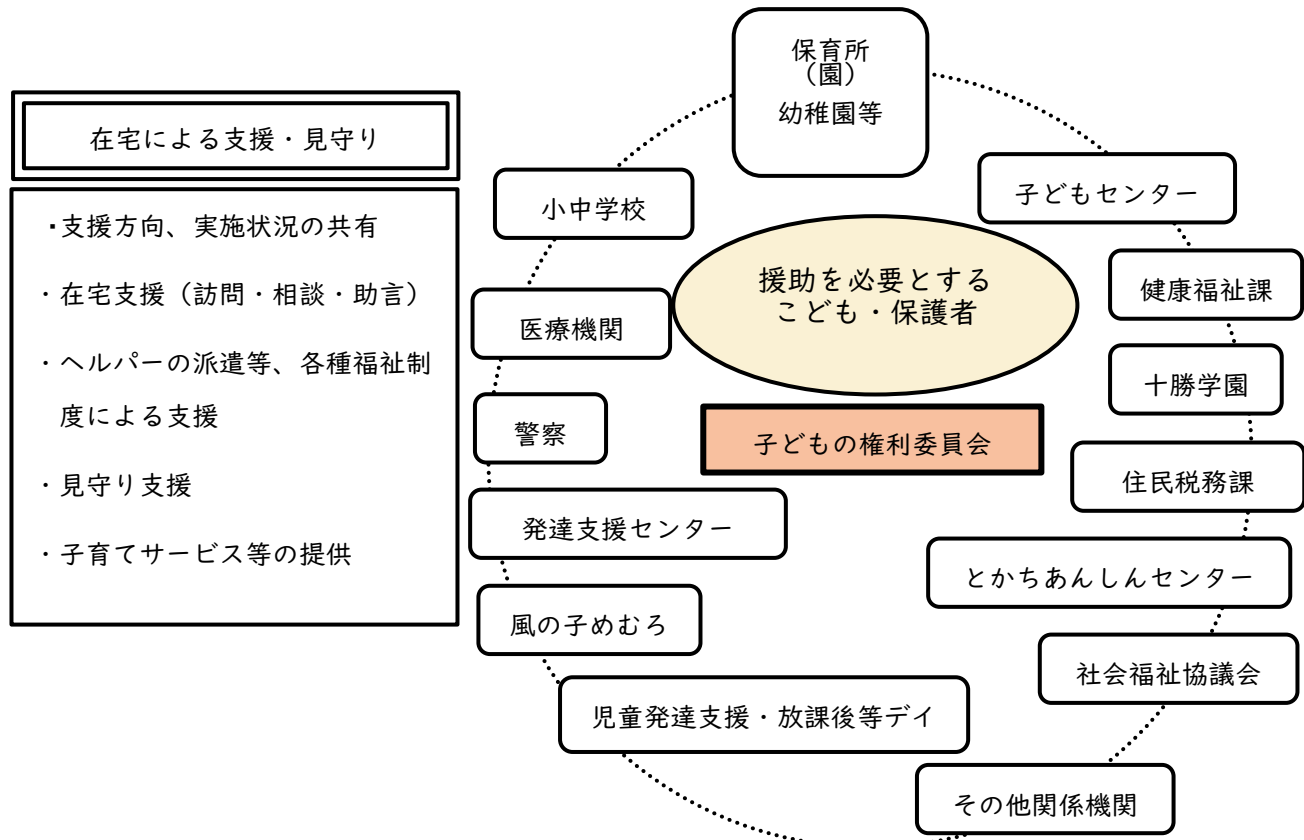 在宅による支援・見守り
・支援方向、実施状況の共有
・在宅支援（訪問・相談・助言）
・ヘルパーの派遣等、各種福祉制
度による支援
・見守り支援
・子育てサービス等の提供
保育所
（園）
幼稚園等
小中学校
子どもセンター
援助を必要とする
こども・保護者
健康福祉課
医療機関
十勝学園
警察
子どもの権利委員会
住民税務課
発達支援センター
とかちあんしんセンター
風の子めむろ
社会福祉協議会
児童発達支援・放課後等デイ
その他関係機関